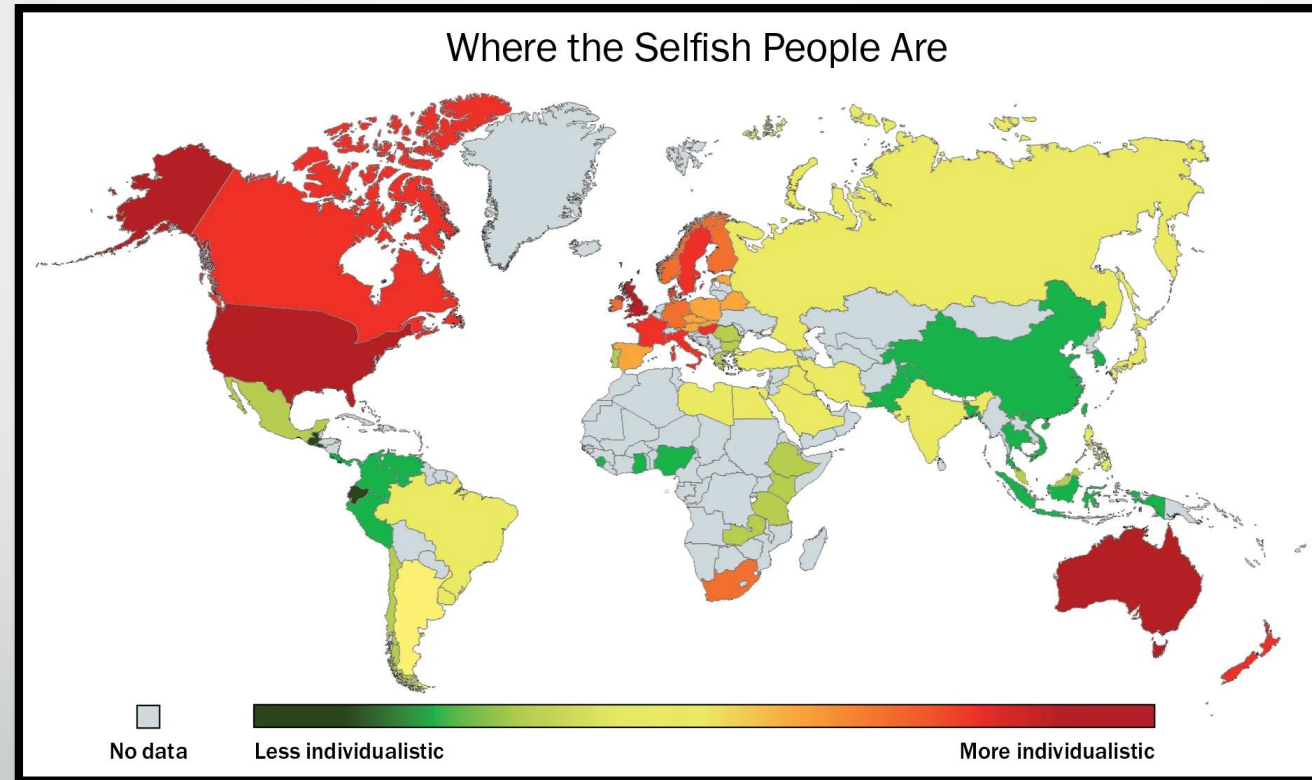 Where the Selfish People Are
No data
Less individualistic
More individualistic